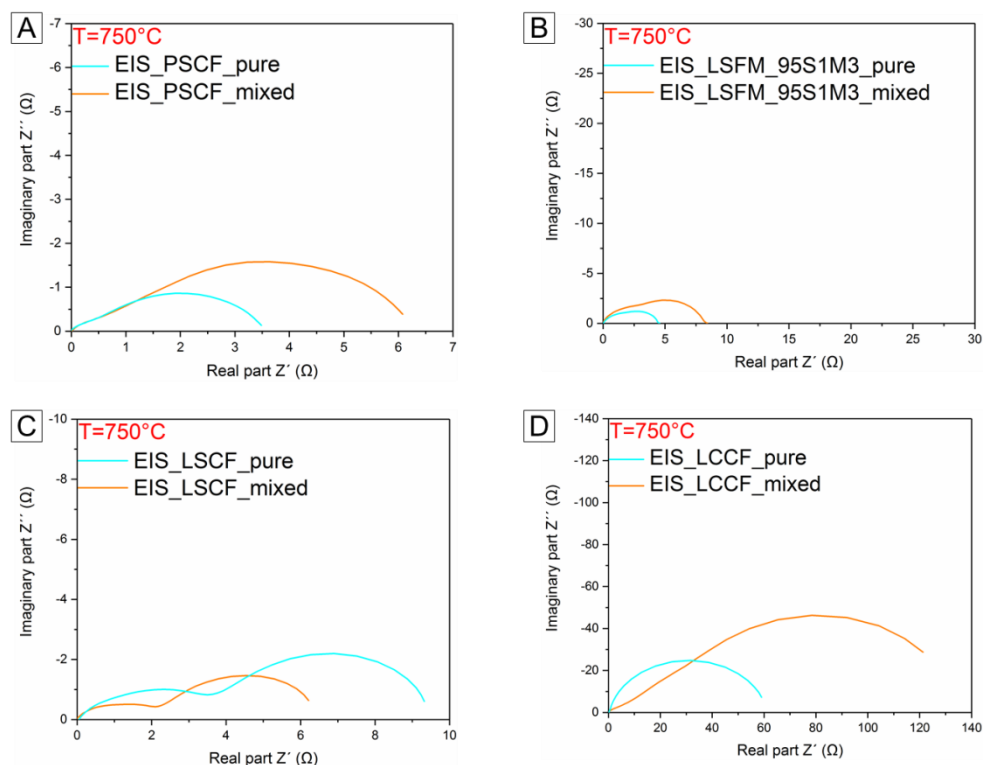 A
T=750°C
EIS_PSCF_pure
EIS_PSCF_mixed
-7
-6
-5
-4
-3
-2
-1
0
Imaginary part Z´´ (Ω)
0 1 2 3 4 5 6 7
Real part Z´ (Ω)
B
T=750°C
EIS_LSFM_95S1M3_pure
EIS_LSFM_95S1M3_mixed
-30
-25
-20
-15
-10
-5
0
Imaginary part Z´´ (Ω)
0 5 10 15 20 25 30
Real part Z´ (Ω)
C
T=750°C
EIS_LSCF_pure
EIS_LSCF_mixed
-10
-8
-6
-4
-2
0
Imaginary part Z´´ (Ω)
0 2 4 6 8 10
Real part Z´ (Ω)
D
T=750°C
EIS_LCCF_pure
EIS_LCCF_mixed
-140
-120
-100
-80
-60
-40
-20
0
Imaginary part Z´´ (Ω)
0 20 40 60 80 100 120 140
Real part Z´ (Ω)